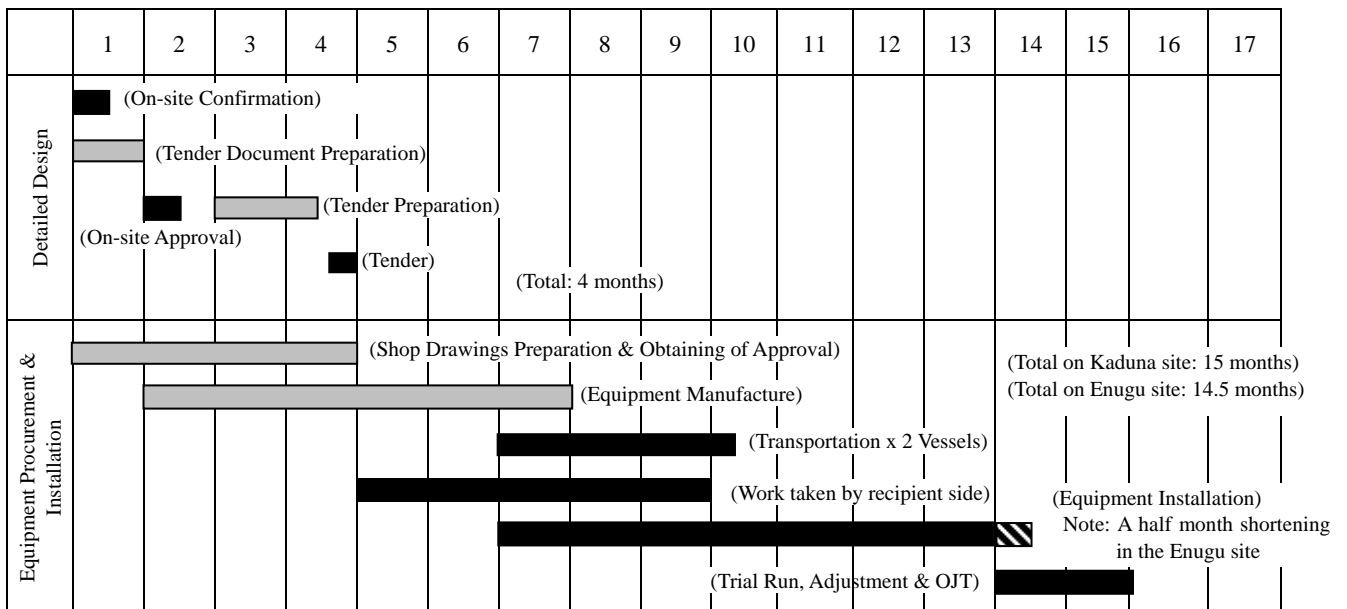 1 2 3 4 5 6 7 8 9 10 11 12 13 14 15 16 17
Detailed Design
(On-site Confirmation)
(Tender Document Preparation)
(Tender Preparation)
(On-site Approval)
(Tender)
(Total: 4 months)
Equipment Procurement &
Installation
(Shop Drawings Preparation & Obtaining of Approval)
(Total on Kaduna site: 15 months)
(Equipment Manufacture)
(Total on Enugu site: 14.5 months)
(Transportation x 2 Vessels)
(Work taken by recipient side)
(Equipment Installation)
Note: A half month shortening
in the Enugu site
(Trial Run, Adjustment & OJT)